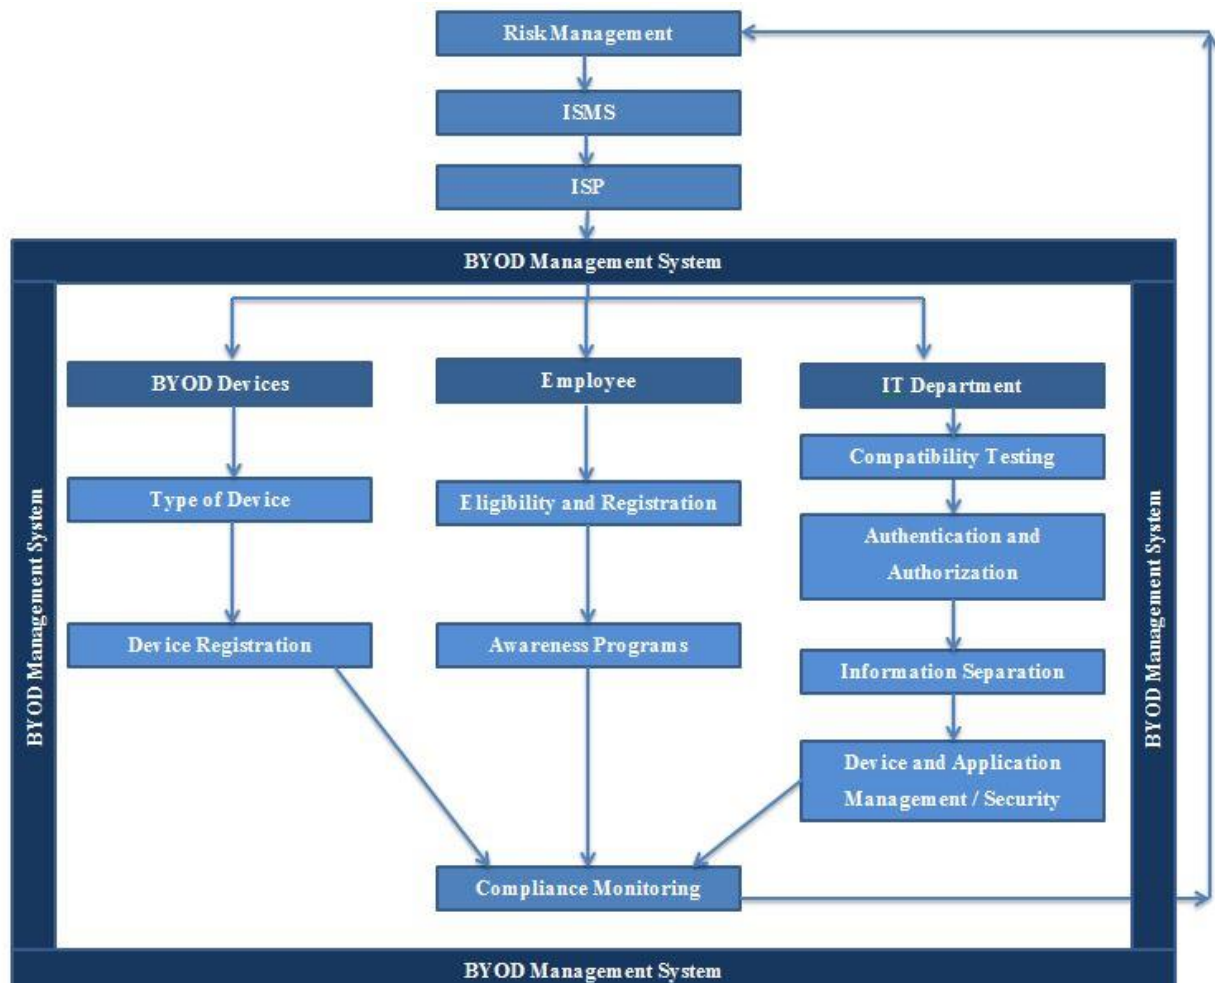 Risk Management
ISMS
ISP
BYOD Management System
BYOD Devices
Employee
IT Department
Compatibility Testing
Type of Device
Eligibility and Registration
Authentication and
Authorization
Device Registration
Awareness Programs
Information Separation
Device and Application
Management / Security
Compliance Monitoring
BYOD Management System
BYOD Management System
BYOD Management System